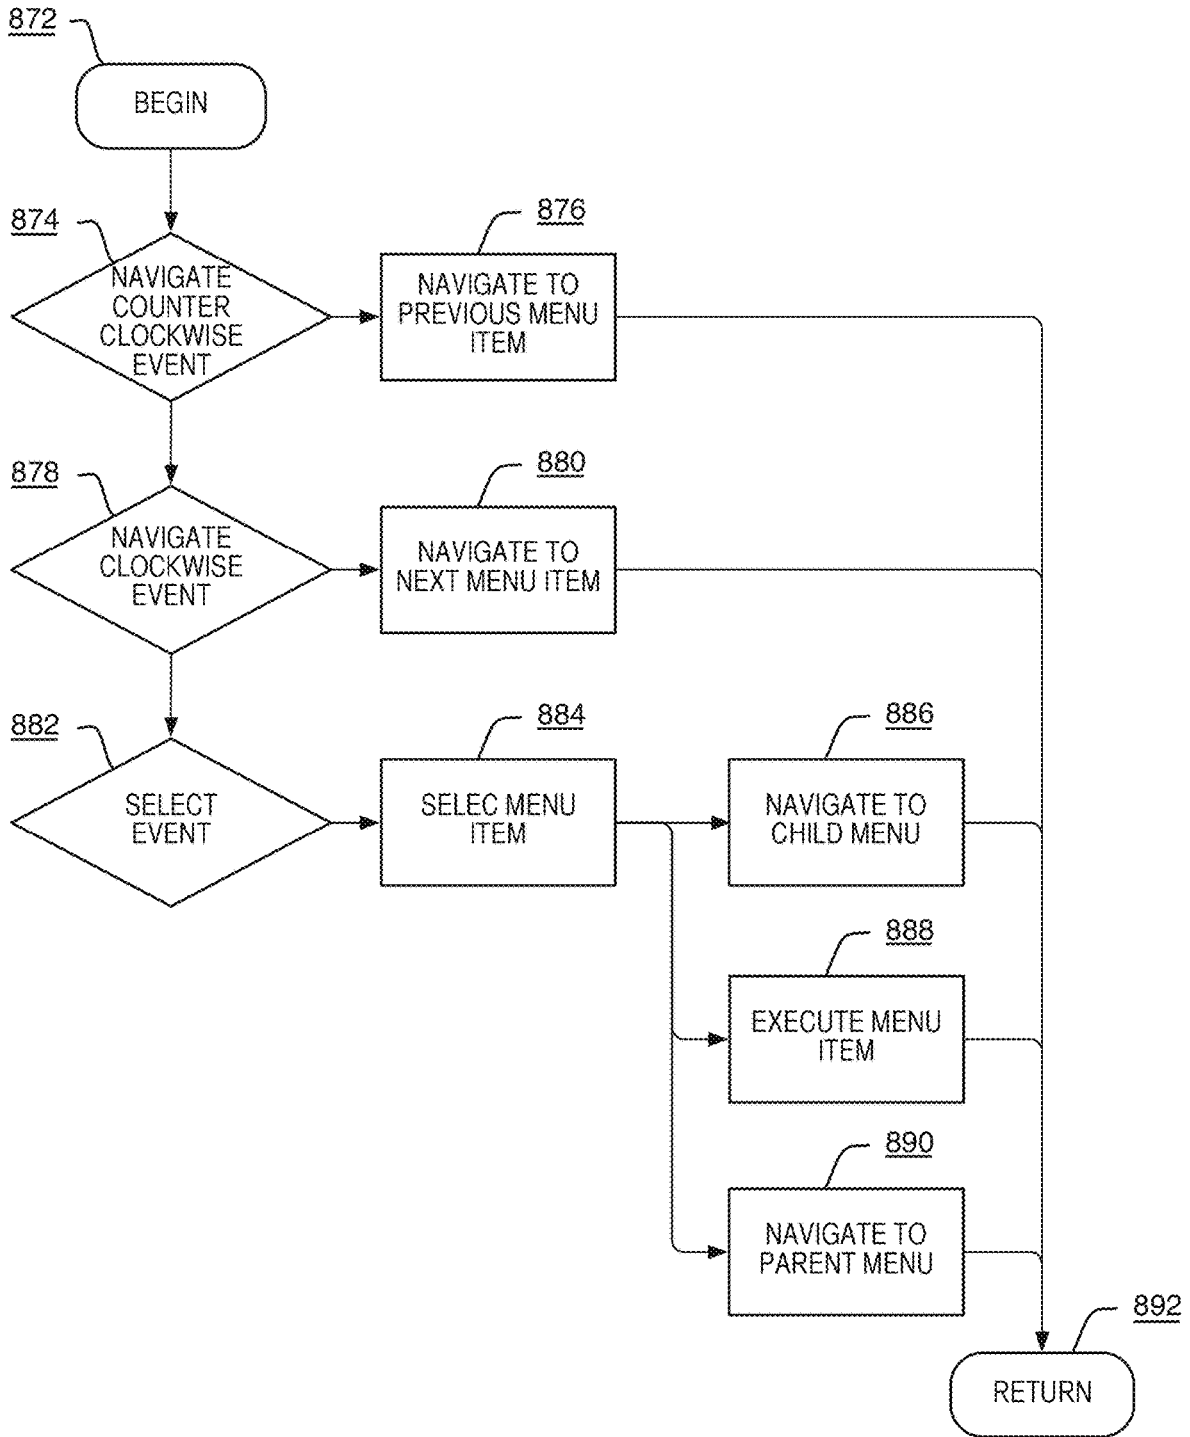 872
BEGIN
874
NAVIGATE
COUNTER
CLOCKWISE
EVENT
876
NAVIGATE TO
PREVIOUS MENU
ITEM
878
NAVIGATE
CLOCKWISE
EVENT
880
NAVIGATE TO
NEXT MENU ITEM
882
SELECT
EVENT
884
SELEC MENU
ITEM
886
NAVIGATE TO
CHILD MENU
888
EXECUTE MENU
ITEM
890
NAVIGATE TO
PARENT MENU
892
RETURN